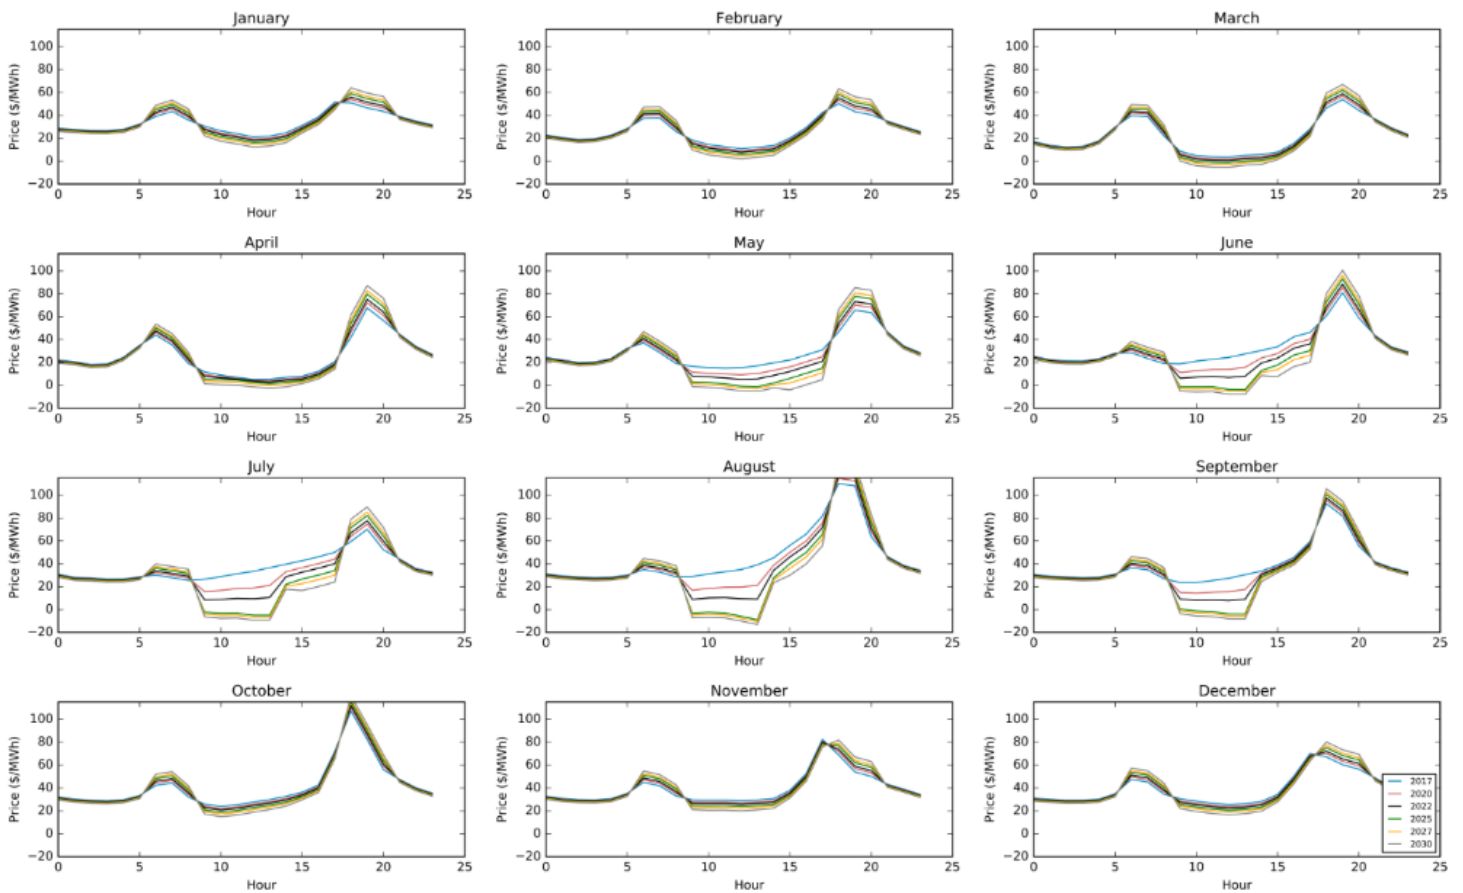 January
February
March
100
80
60
40
20
0
−20
Price ($/MWh)
0 5 10 15 20 25
Hour
100
80
60
40
20
0
−20
Price ($/MWh)
0 5 10 15 20 25
Hour
100
80
60
40
20
0
−20
Price ($/MWh)
0 5 10 15 20 25
Hour
April
May
June
100
80
60
40
20
0
−20
Price ($/MWh)
0 5 10 15 20 25
Hour
100
80
60
40
20
0
−20
Price ($/MWh)
0 5 10 15 20 25
Hour
100
80
60
40
20
0
−20
Price ($/MWh)
0 5 10 15 20 25
Hour
July
August
September
100
80
60
40
20
0
−20
Price ($/MWh)
0 5 10 15 20 25
Hour
100
80
60
40
20
0
−20
Price ($/MWh)
0 5 10 15 20 25
Hour
100
80
60
40
20
0
−20
Price ($/MWh)
0 5 10 15 20 25
Hour
October
November
December
100
80
60
40
20
0
−20
Price ($/MWh)
0 5 10 15 20 25
Hour
100
80
60
40
20
0
−20
Price ($/MWh)
0 5 10 15 20 25
Hour
100
80
60
40
20
0
−20
Price ($/MWh)
0 5 10 15 20 25
Hour
2017
2020
2022
2025
2027
2030